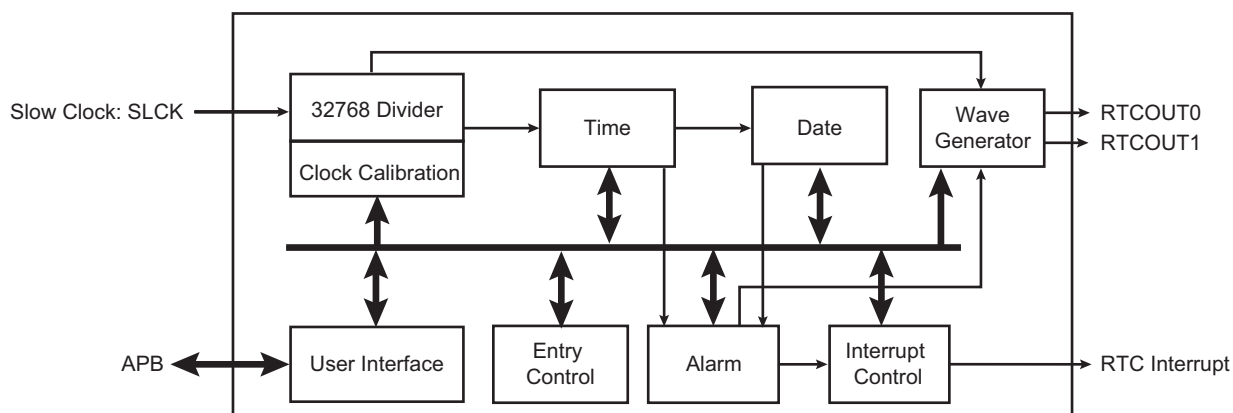 Slow Clock: SLCK
32768 Divider
Clock Calibration
Time
Date
Wave
Generator
RTCOUT0
RTCOUT1
APB
User Interface
Entry
Control
Alarm
Interrupt
Control
RTC Interrupt